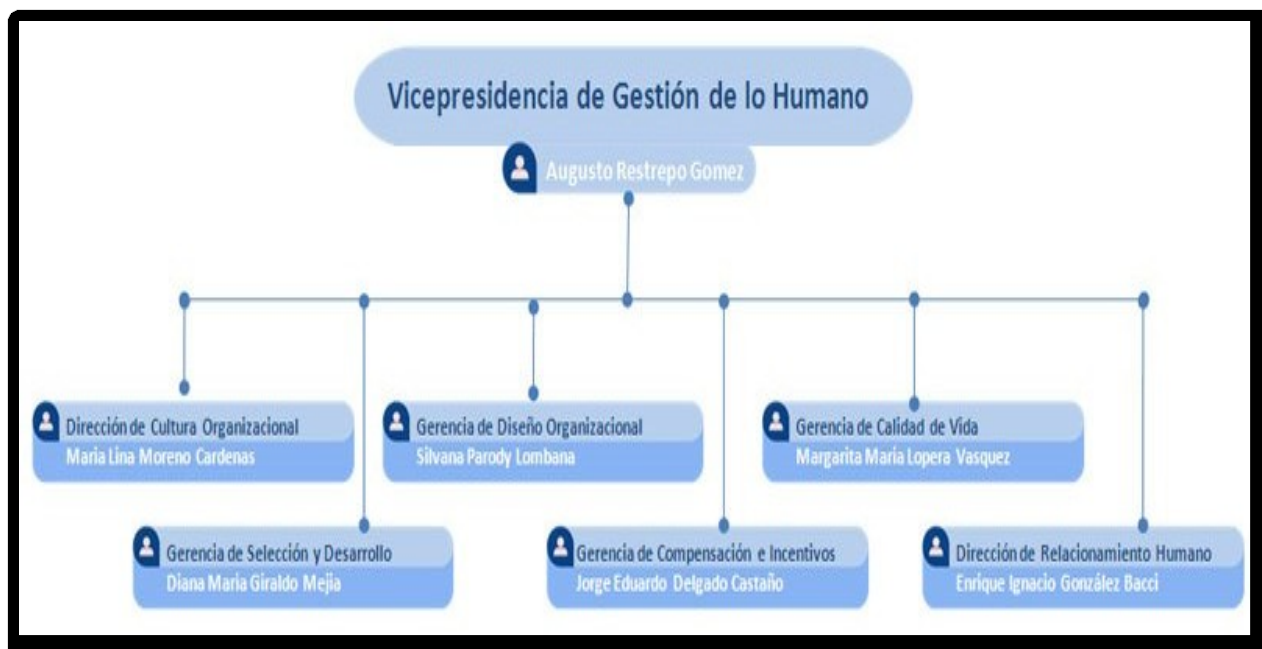 Vicepresidencia de Gestión de lo Humano
Augusto Restrepo Gomez
Dirección de Cultura Organizacional
Maria Lina Moreno Cardenas
Gerencia de Diseño Organizacional
Silvana Parody Lombana
Gerencia de Calidad de Vida
Margarita Maria Lopera Vasquez
Gerencia de Selección y Desarrollo
Diana Maria Giraldo Mejia
Gerencia de Compensación e Incentivos
Jorge Eduardo Delgado Castaño
Dirección de Relacionamiento Humano
Enrique Ignacio González Bacci